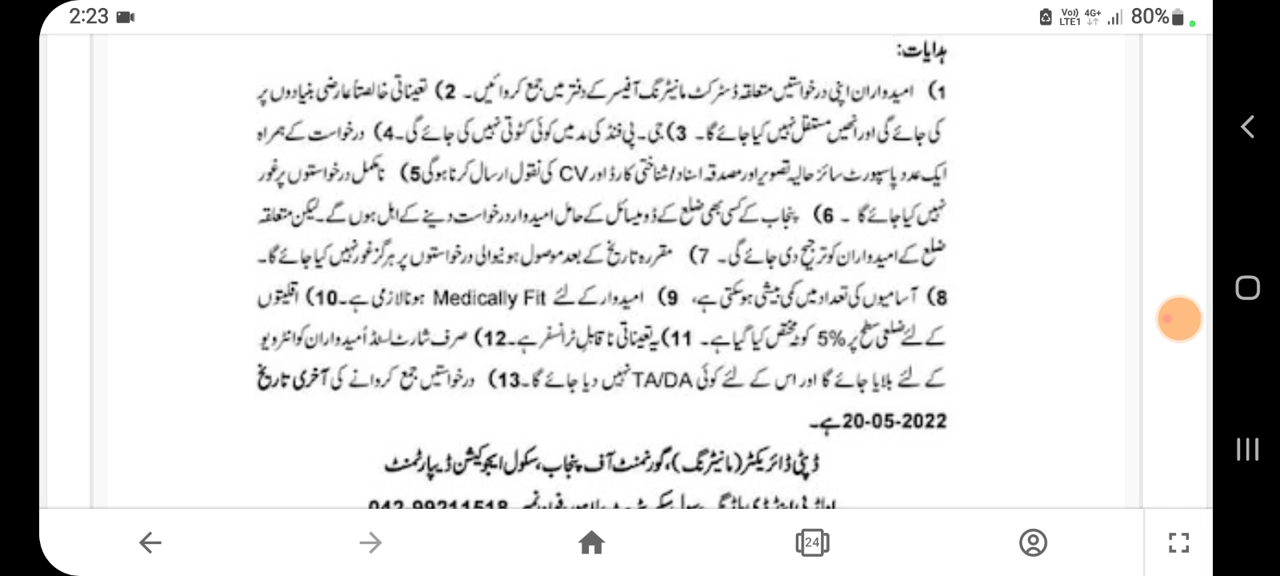 2:23
Vo)) LTE1 4G+ 80%
ہدایات:
1) امیدواران اپنی درخواستیں متعلقہ ڈسٹرکٹ مانیٹرنگ آفیسر کے دفتر میں جمع کروائیں۔ 2) تعیناتی خالصتاً عارضی بنیادوں پر
کی جائے گی اور انھیں مستقل نہیں کیا جائے گا۔ 3) جی۔ پی فنڈ کی مد میں کوئی کٹوتی نہیں کی جائے گی۔ 4) درخواست کے ہمراہ
ایک عدد پاسپورٹ سائز حالیہ تصویر اور مصدقہ اسناد/شناختی کارڈ اور CV کی نقول ارسال کرنا ہوگی 5) نامکمل درخواستوں پر غور
نہیں کیا جائے گا ۔ 6) پنجاب کے کسی بھی ضلع کے ڈومیسائل کے حامل امیدوار درخواست دینے کے اہل ہوں گے۔ لیکن متعلقہ
ضلع کے امیدواران کو ترجیح دی جائے گی۔ 7) مقررہ تاریخ کے بعد موصول ہونیوالی درخواستوں پر ہرگز غور نہیں کیا جائے گا۔
8) آسامیوں کی تعداد میں کمی بیشی ہوسکتی ہے، 9) امیدوار کے لئے Medically Fit ہونا لازمی ہے۔ 10) اقلیتوں
کے لئے ضلعی سطح پر 5% کوٹہ مختص کیا گیا ہے۔ 11) یہ تعیناتی ناقابلِ ٹرانسفر ہے۔ 12) صرف شارٹ لسٹڈ اُمیدواران کو انٹرویو
کے لئے بلایا جائے گا اور اس کے لئے کوئی TA/DA نہیں دیا جائے گا۔ 13) درخواستیں جمع کروانے کی آخری تاریخ
20-05-2022 ہے۔
ڈپٹی ڈائریکٹر (مانیٹرنگ)، گورنمنٹ آف پنجاب، سکول ایجوکیشن ڈیپارٹمنٹ
042-99211518
24